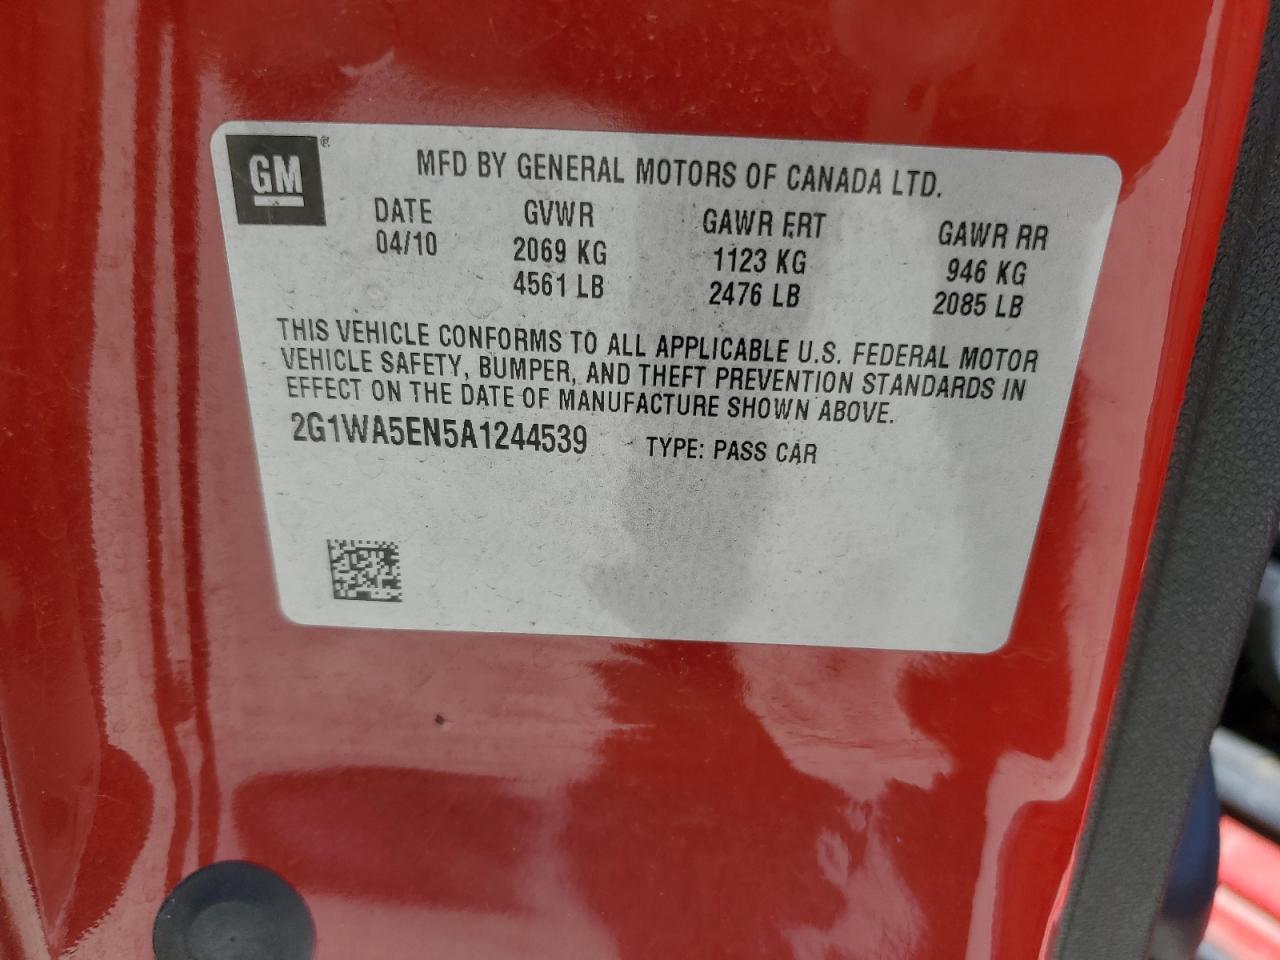 GM®
MFD BY GENERAL MOTORS OF CANADA LTD.
DATE GVWR GAWR FRT GAWR RR
04/10 2069 KG 1123 KG 946 KG
4561 LB 2476 LB 2085 LB
THIS VEHICLE CONFORMS TO ALL APPLICABLE U.S. FEDERAL MOTOR
VEHICLE SAFETY, BUMPER, AND THEFT PREVENTION STANDARDS IN
EFFECT ON THE DATE OF MANUFACTURE SHOWN ABOVE.
2G1WA5EN5A1244539 TYPE: PASS CAR